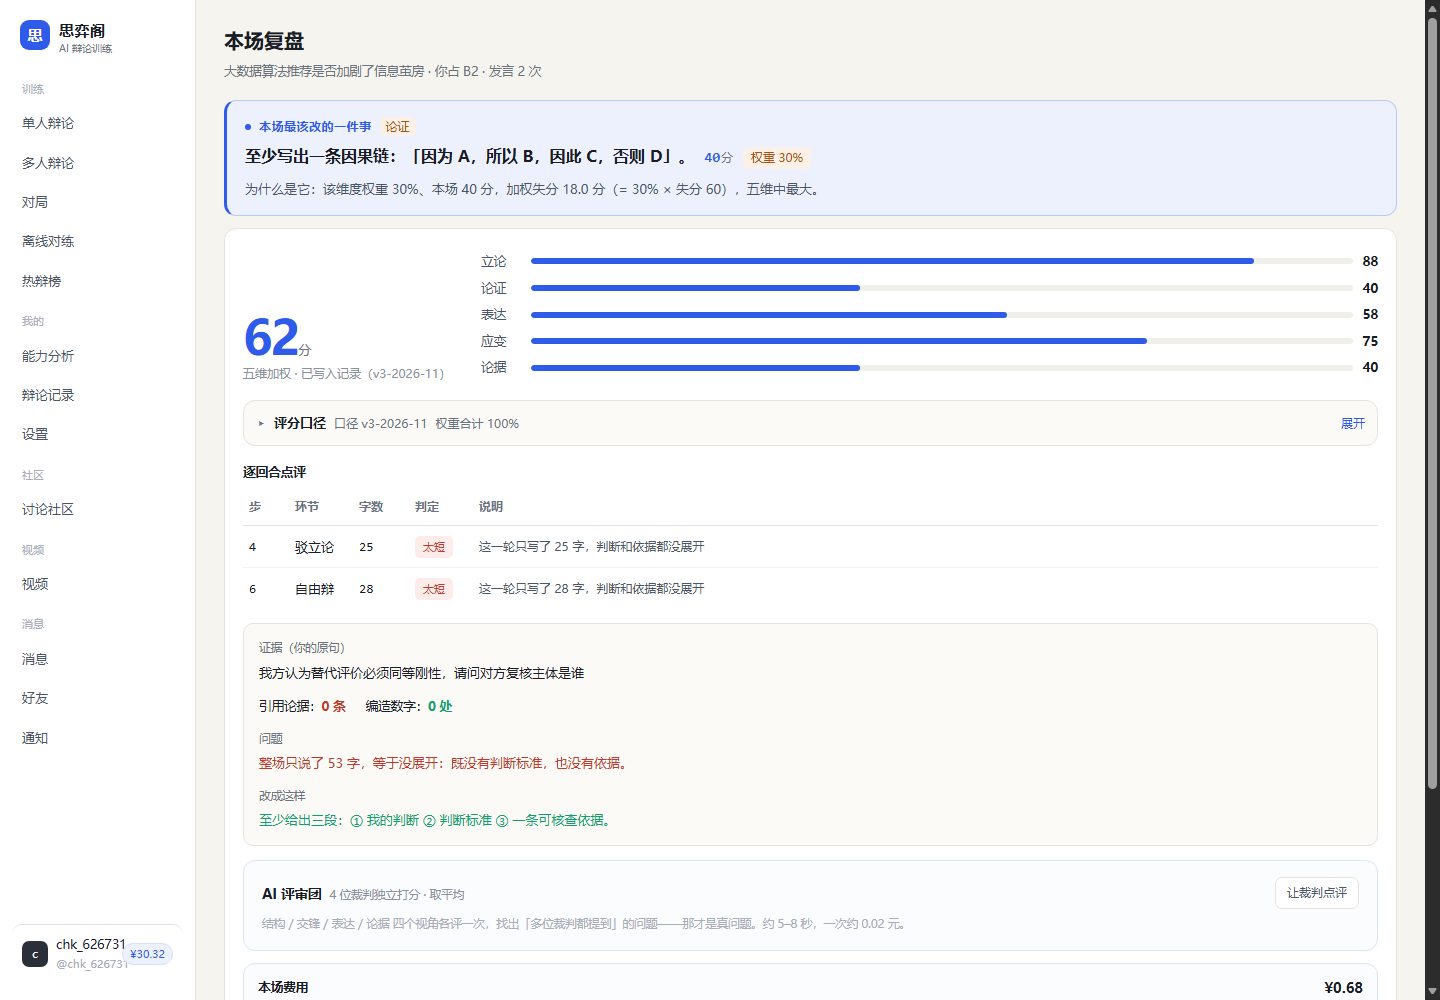 思
思弈阁
AI 辩论训练
训练
单人辩论
多人辩论
对局
离线对练
热辩榜
我的
能力分析
辩论记录
设置
社区
讨论社区
视频
视频
消息
消息
好友
通知
c
chk_626731
@chk_626731
¥30.32
本场复盘
大数据算法推荐是否加剧了信息茧房 · 你占 B2 · 发言 2 次
本场最该改的一件事 论证
至少写出一条因果链：「因为 A，所以 B，因此 C，否则 D」。 40分 权重 30%
为什么是它：该维度权重 30%、本场 40 分，加权失分 18.0 分（= 30% × 失分 60），五维中最大。
62分
五维加权 · 已写入记录（v3-2026-11）
立论 88
论证 40
表达 58
应变 75
论据 40
▸ 评分口径 口径 v3-2026-11 权重合计 100% 展开
逐回合点评
步 环节 字数 判定 说明
4 驳立论 25 太短 这一轮只写了 25 字，判断和依据都没展开
6 自由辩 28 太短 这一轮只写了 28 字，判断和依据都没展开
证据（你的原句）
我方认为替代评价必须同等刚性，请问对方复核主体是谁
引用论据：0 条 编造数字：0 处
问题
整场只说了 53 字，等于没展开：既没有判断标准，也没有依据。
改成这样
至少给出三段：① 我的判断 ② 判断标准 ③ 一条可核查依据。
AI 评审团 4 位裁判独立打分 · 取平均
让裁判点评
结构 / 交锋 / 表达 / 论据 四个视角各评一次，找出「多位裁判都提到」的问题——那才是真问题。约 5–8 秒，一次约 0.02 元。
本场费用 ¥0.68